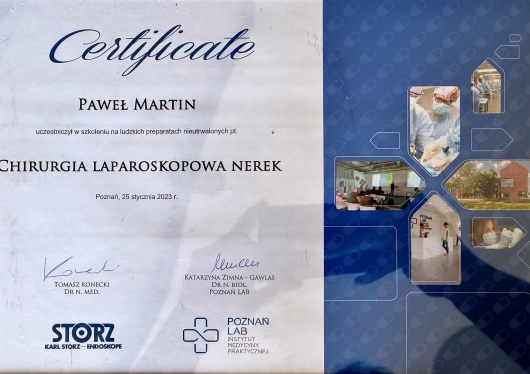 Certificate
PAWEŁ MARTIN
uczestniczył w szkoleniu na ludzkich preparatach nieutrwalonych pt.
CHIRURGIA LAPAROSKOPOWA NEREK
Poznań, 25 stycznia 2023 r.
TOMASZ KONECKI
DR N. MED.
KATARZYNA ZIMNA - GAWLAS
DR N. BIOL.
POZNAŃ LAB
STORZ
KARL STORZ—ENDOSKOPE
POZNAŃ
LAB
INSTYTUT
MEDYCYNY
PRAKTYCZNEJ